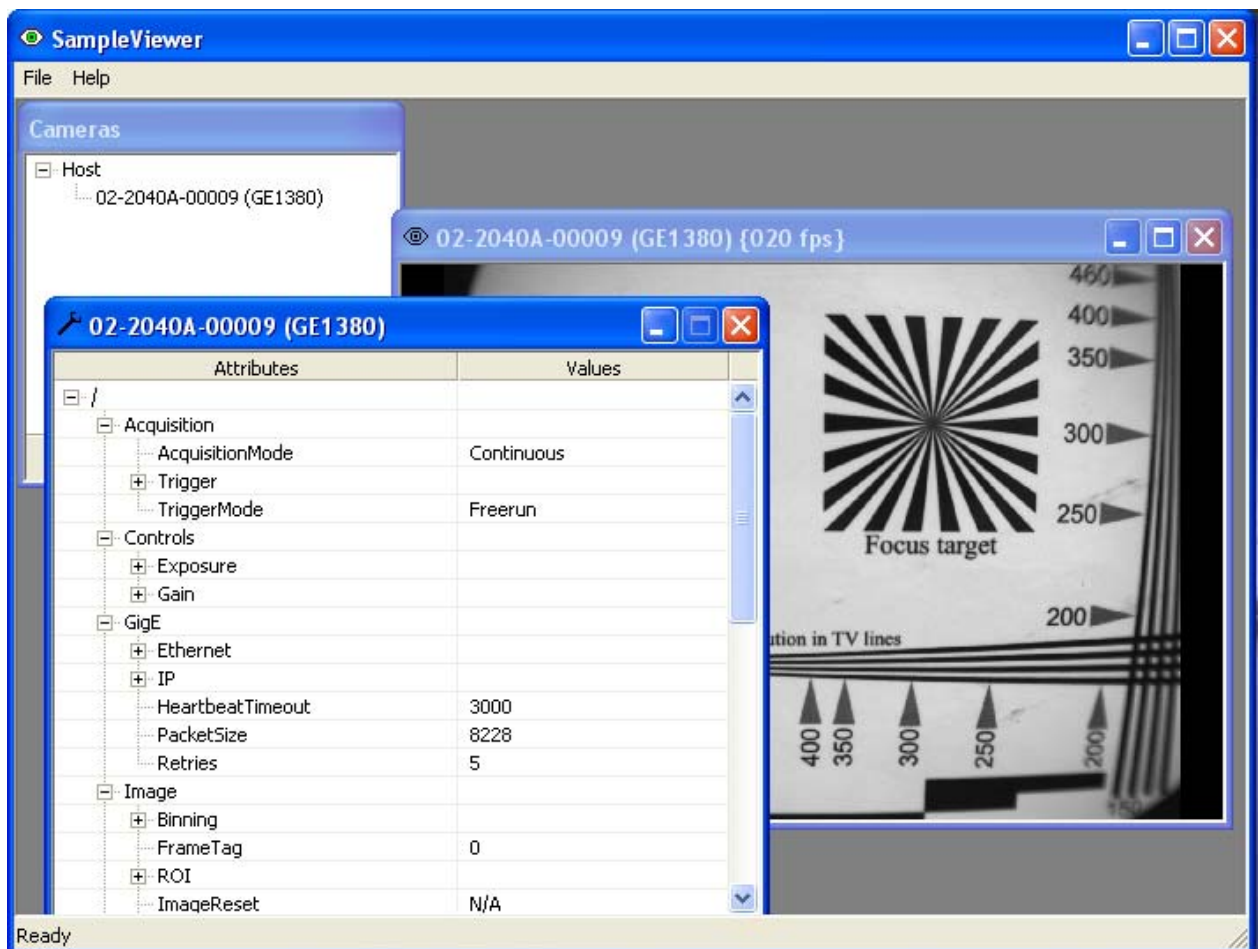 SampleViewer
File Help
Cameras
Host
02-2040A-00009 (GE1380)
02-2040A-00009 (GE1380) {020 fps}
460
400
350
300
250
200
Focus target
ution in TV lines
400
350
300
250
200
150
02-2040A-00009 (GE1380)
Attributes Values
/
Acquisition
AcquisitionMode Continuous
Trigger
TriggerMode Freerun
Controls
Exposure
Gain
GigE
Ethernet
IP
HeartbeatTimeout 3000
PacketSize 8228
Retries 5
Image
Binning
FrameTag 0
ROI
ImageReset N/A
Ready